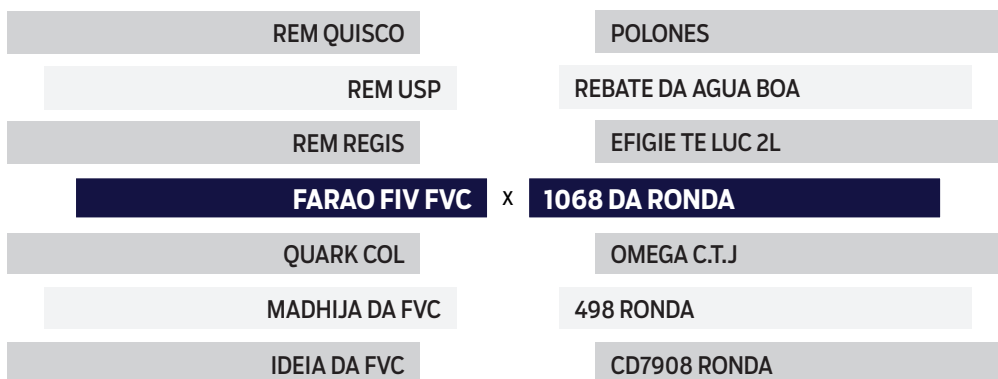 REM QUISCO POLONES
REM USP REBATE DA AGUA BOA
REM REGIS EFIGIE TE LUC 2L
FARAO FIV FVC X 1068 DA RONDA
QUARK COL OMEGA C.T.J
MADHIJA DA FVC 498 RONDA
IDEIA DA FVC CD7908 RONDA